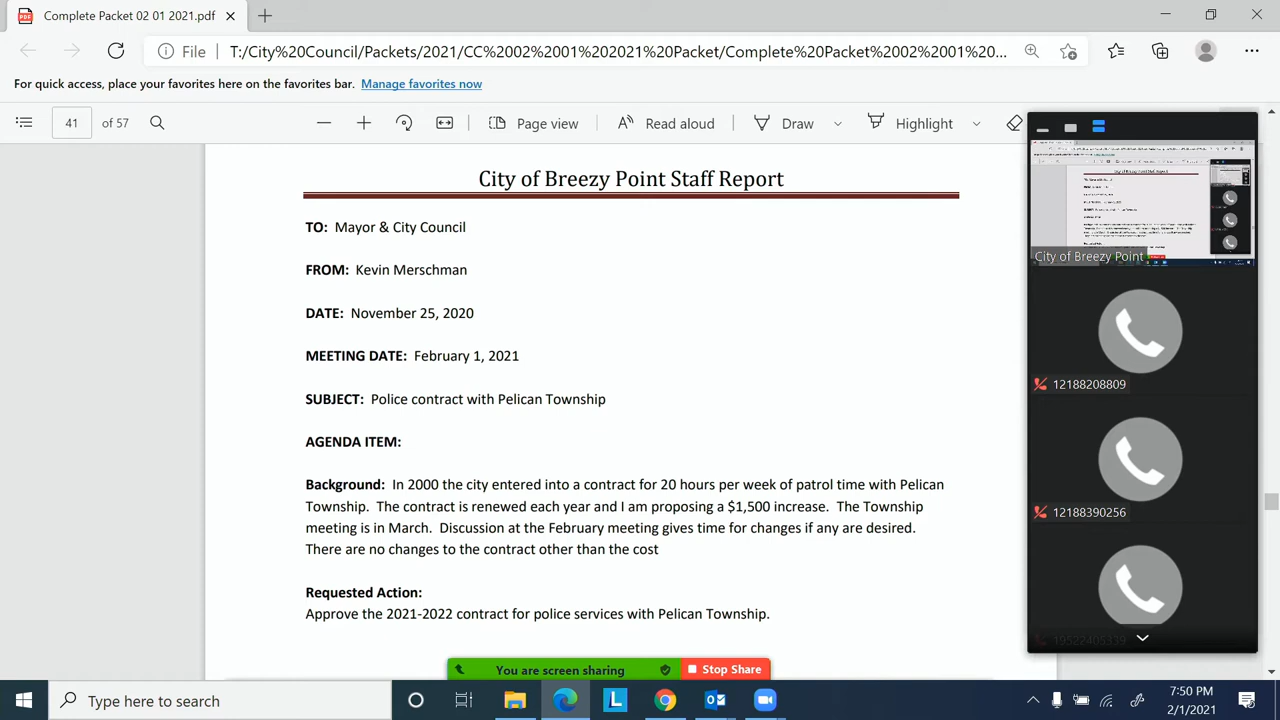 Complete Packet 02 01 2021.pdf
File
T:/City%20Council/Packets/2021/CC%2002%2001%202021%20Packet/Complete%20Packet%2002%2001%20...
For quick access, place your favorites here on the favorites bar. Manage favorites now
41 of 57
Page view
Read aloud
Draw
Highlight
City of Breezy Point Staff Report
TO: Mayor & City Council
FROM: Kevin Merschman
DATE: November 25, 2020
MEETING DATE: February 1, 2021
SUBJECT: Police contract with Pelican Township
AGENDA ITEM:
Background: In 2000 the city entered into a contract for 20 hours per week of patrol time with Pelican
Township. The contract is renewed each year and I am proposing a $1,500 increase. The Township
meeting is in March. Discussion at the February meeting gives time for changes if any are desired.
There are no changes to the contract other than the cost
Requested Action:
Approve the 2021-2022 contract for police services with Pelican Township.
City of Breezy Point
12188208809
12188390256
19522405339
You are screen sharing
Stop Share
Type here to search
7:50 PM
2/1/2021